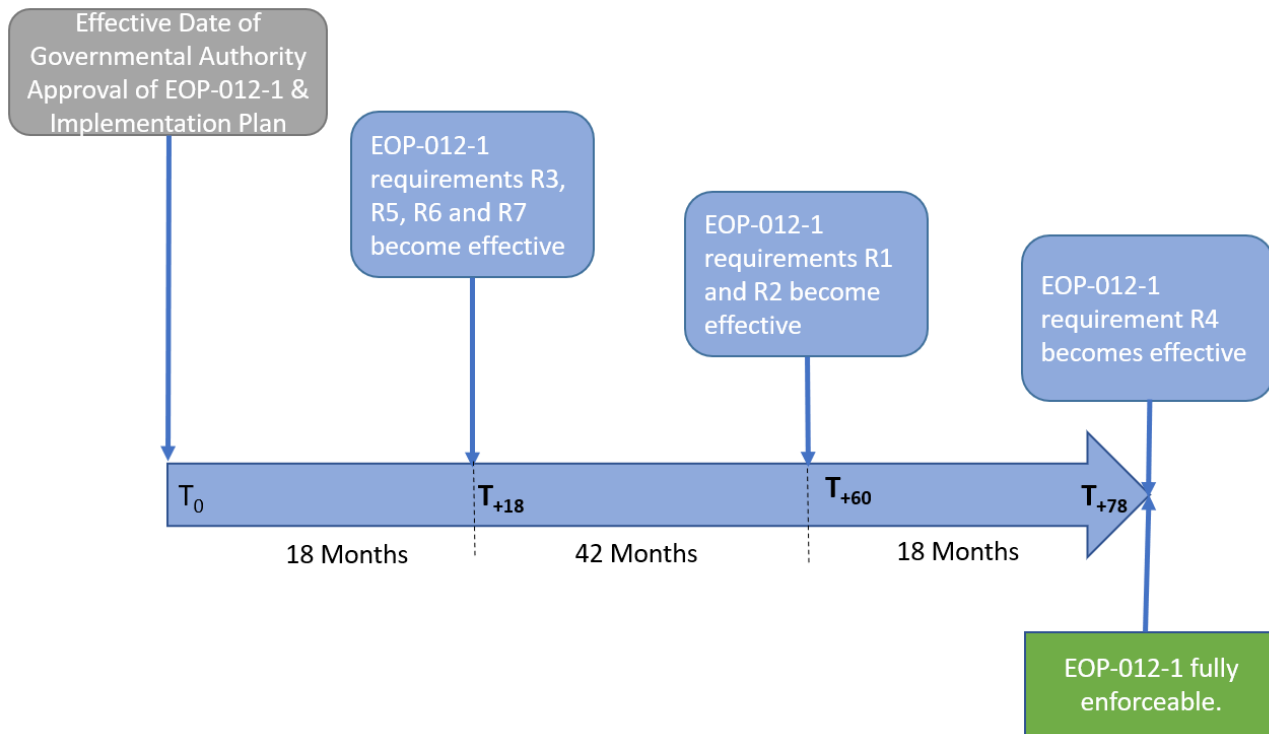 Effective Date of
Governmental Authority
Approval of EOP-012-1 &
Implementation Plan
EOP-012-1
requirements R3,
R5, R6 and R7
become effective
EOP-012-1
requirements R1
and R2 become
effective
EOP-012-1
requirement R4
becomes effective
T0
T+18
T+60
T+78
18 Months
42 Months
18 Months
EOP-012-1 fully
enforceable.